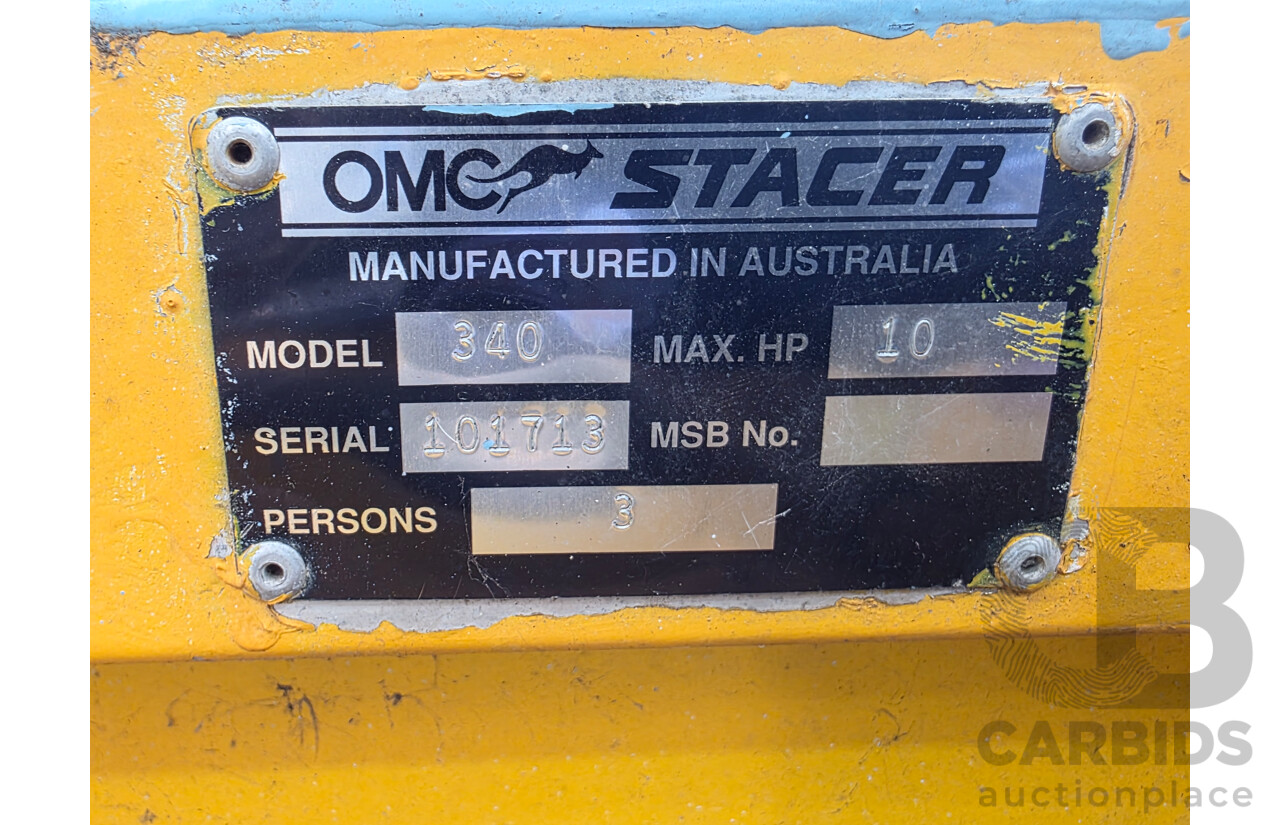 OMC STACER
MANUFACTURED IN AUSTRALIA
MODEL 340 MAX. HP 10
SERIAL 101713 MSB No.
PERSONS 3
B
CARBIDS
auctionplace